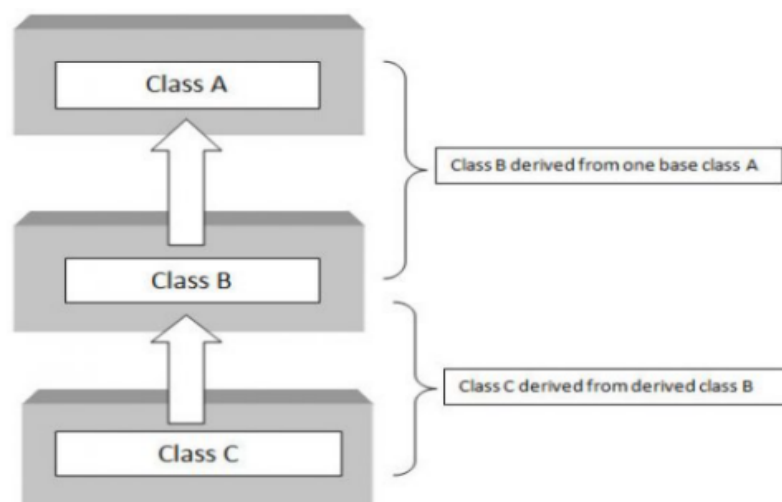 Class A
Class B derived from one base class A
Class B
Class C derived from derived class B
Class C